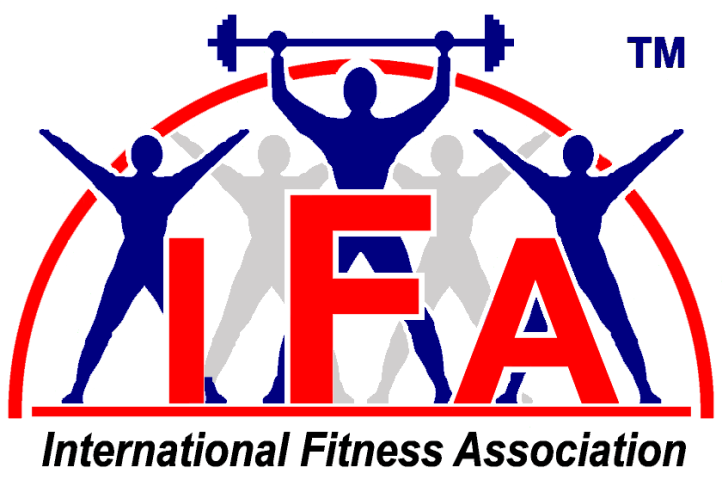 TM
IFA
International Fitness Association